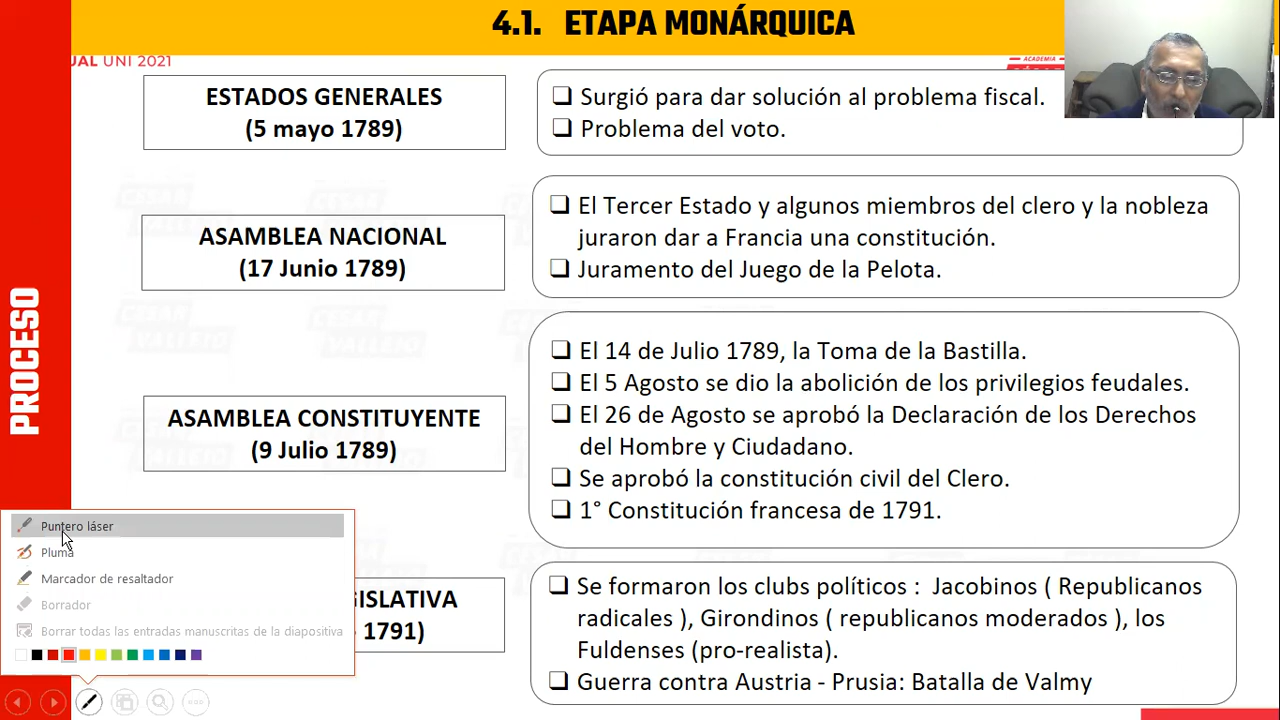 4.1. ETAPA MONÁRQUICA
UAL UNI 2021
ACADEMIA
PROCESO
ESTADOS GENERALES
(5 mayo 1789)
❑ Surgió para dar solución al problema fiscal.
❑ Problema del voto.
ASAMBLEA NACIONAL
(17 Junio 1789)
❑ El Tercer Estado y algunos miembros del clero y la nobleza
juraron dar a Francia una constitución.
❑ Juramento del Juego de la Pelota.
ASAMBLEA CONSTITUYENTE
(9 Julio 1789)
❑ El 14 de Julio 1789, la Toma de la Bastilla.
❑ El 5 Agosto se dio la abolición de los privilegios feudales.
❑ El 26 de Agosto se aprobó la Declaración de los Derechos
del Hombre y Ciudadano.
❑ Se aprobó la constitución civil del Clero.
❑ 1° Constitución francesa de 1791.
GISLATIVA
1791)
❑ Se formaron los clubs políticos : Jacobinos ( Republicanos
radicales ), Girondinos ( republicanos moderados ), los
Fuldenses (pro-realista).
❑ Guerra contra Austria - Prusia: Batalla de Valmy
Puntero láser
Pluma
Marcador de resaltador
Borrador
Borrar todas las entradas manuscritas de la diapositiva
CESAR
VALLEJO